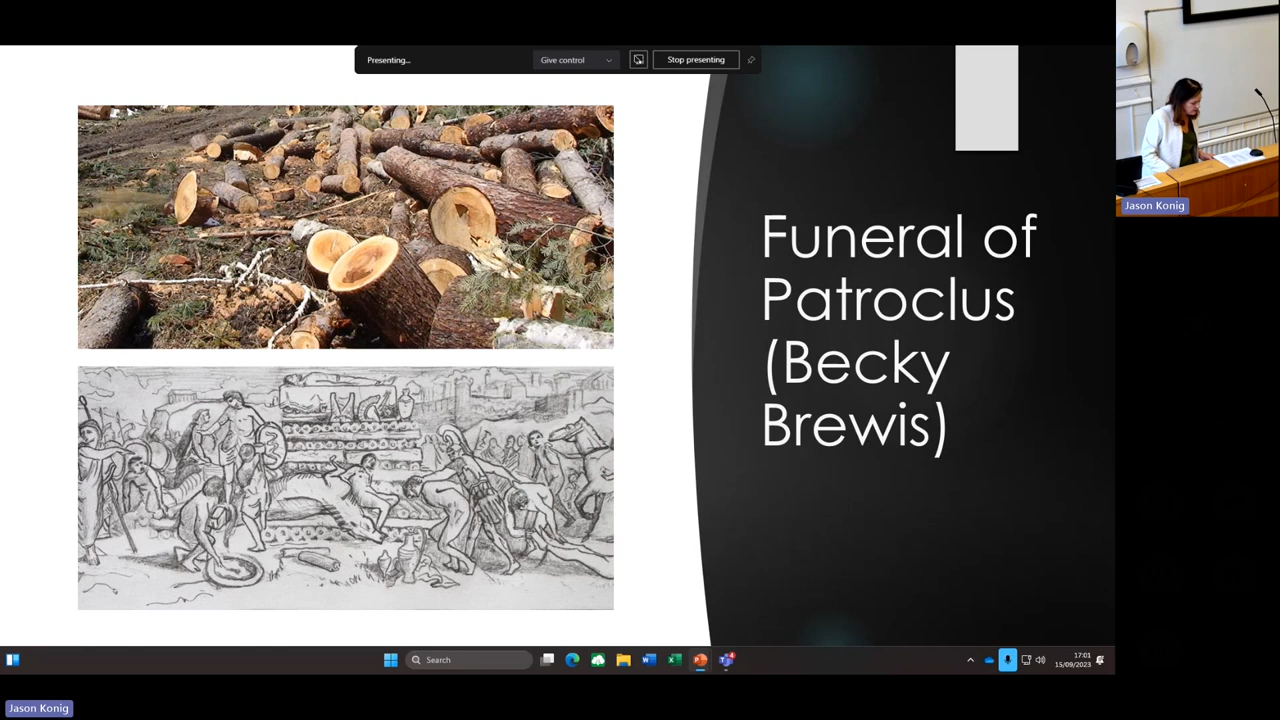 Presenting...
Give control
Stop presenting
Funeral of
Patroclus
(Becky
Brewis)
Jason Konig
Search
4
17:01
15/09/2023
Jason Konig